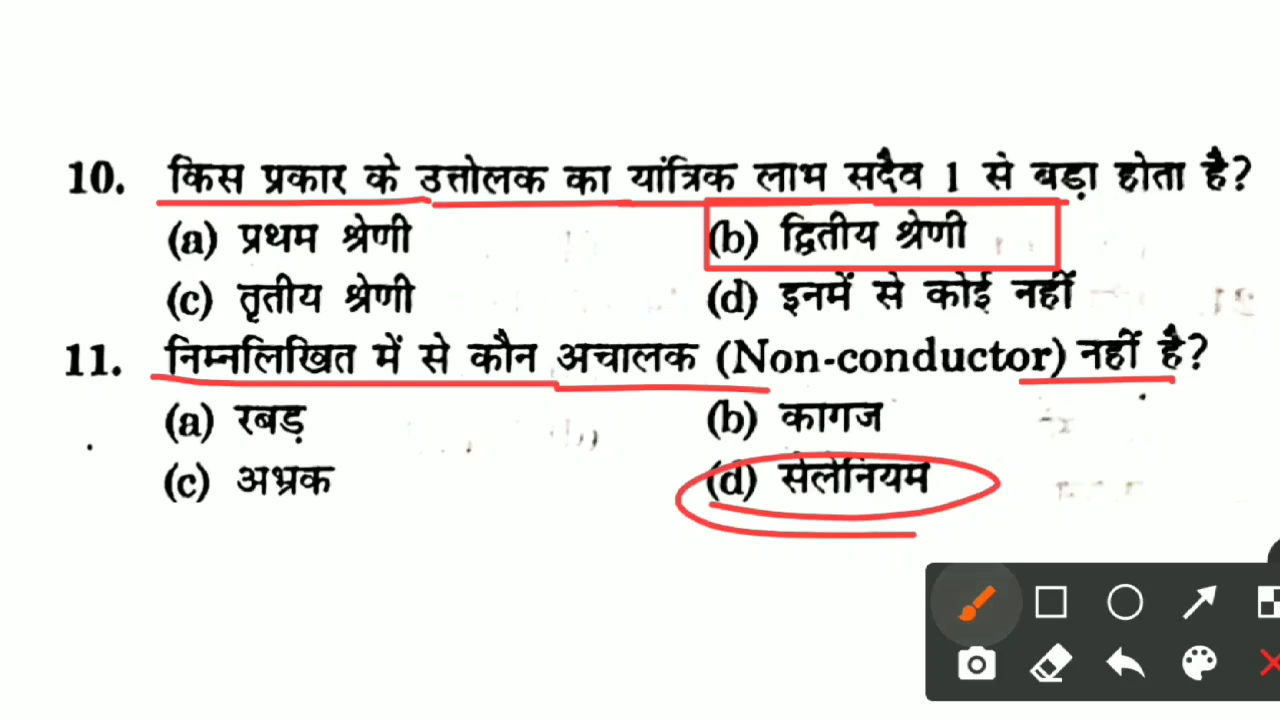 10. किस प्रकार के उत्तोलक का यांत्रिक लाभ सदैव 1 से बड़ा होता है?
(a) प्रथम श्रेणी (b) द्वितीय श्रेणी
(c) तृतीय श्रेणी (d) इनमें से कोई नहीं
11. निम्नलिखित में से कौन अचालक (Non-conductor) नहीं है?
(a) रबड़ (b) कागज
(c) अभ्रक (d) सेलेनियम